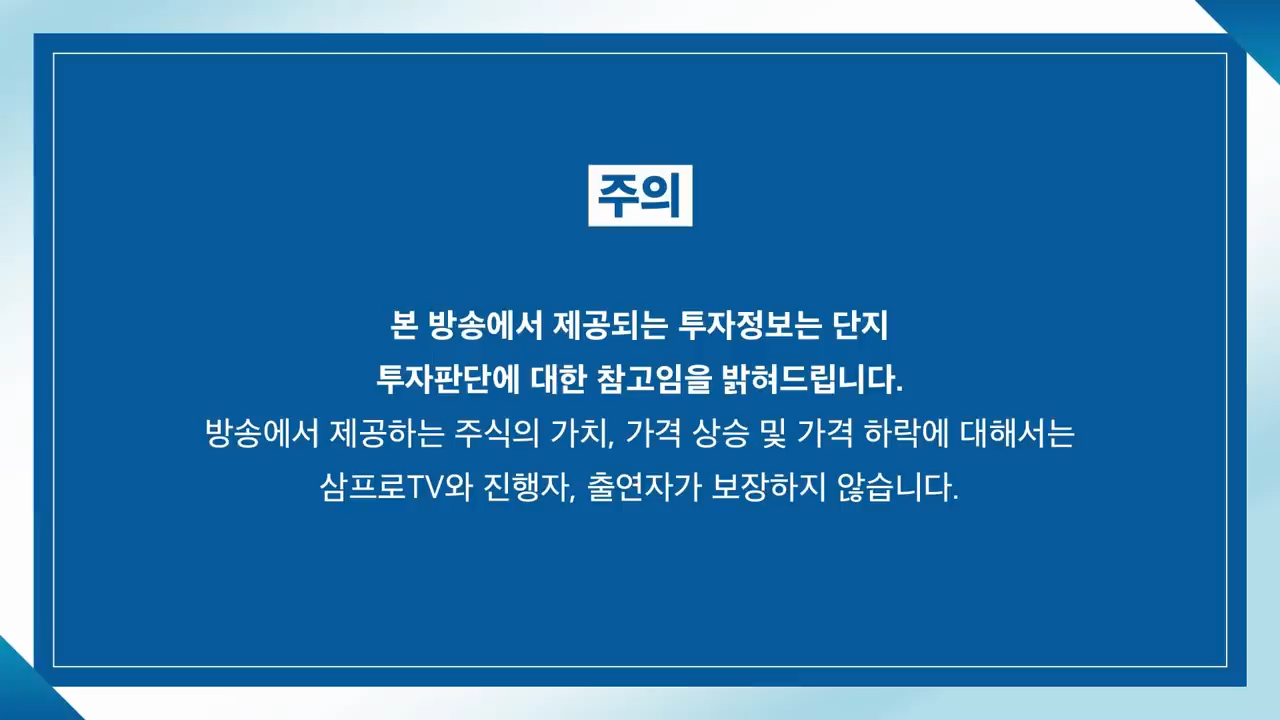 주의
본 방송에서 제공되는 투자정보는 단지
투자판단에 대한 참고임을 밝혀드립니다.
방송에서 제공하는 주식의 가치, 가격 상승 및 가격 하락에 대해서는
삼프로TV와 진행자, 출연자가 보장하지 않습니다.